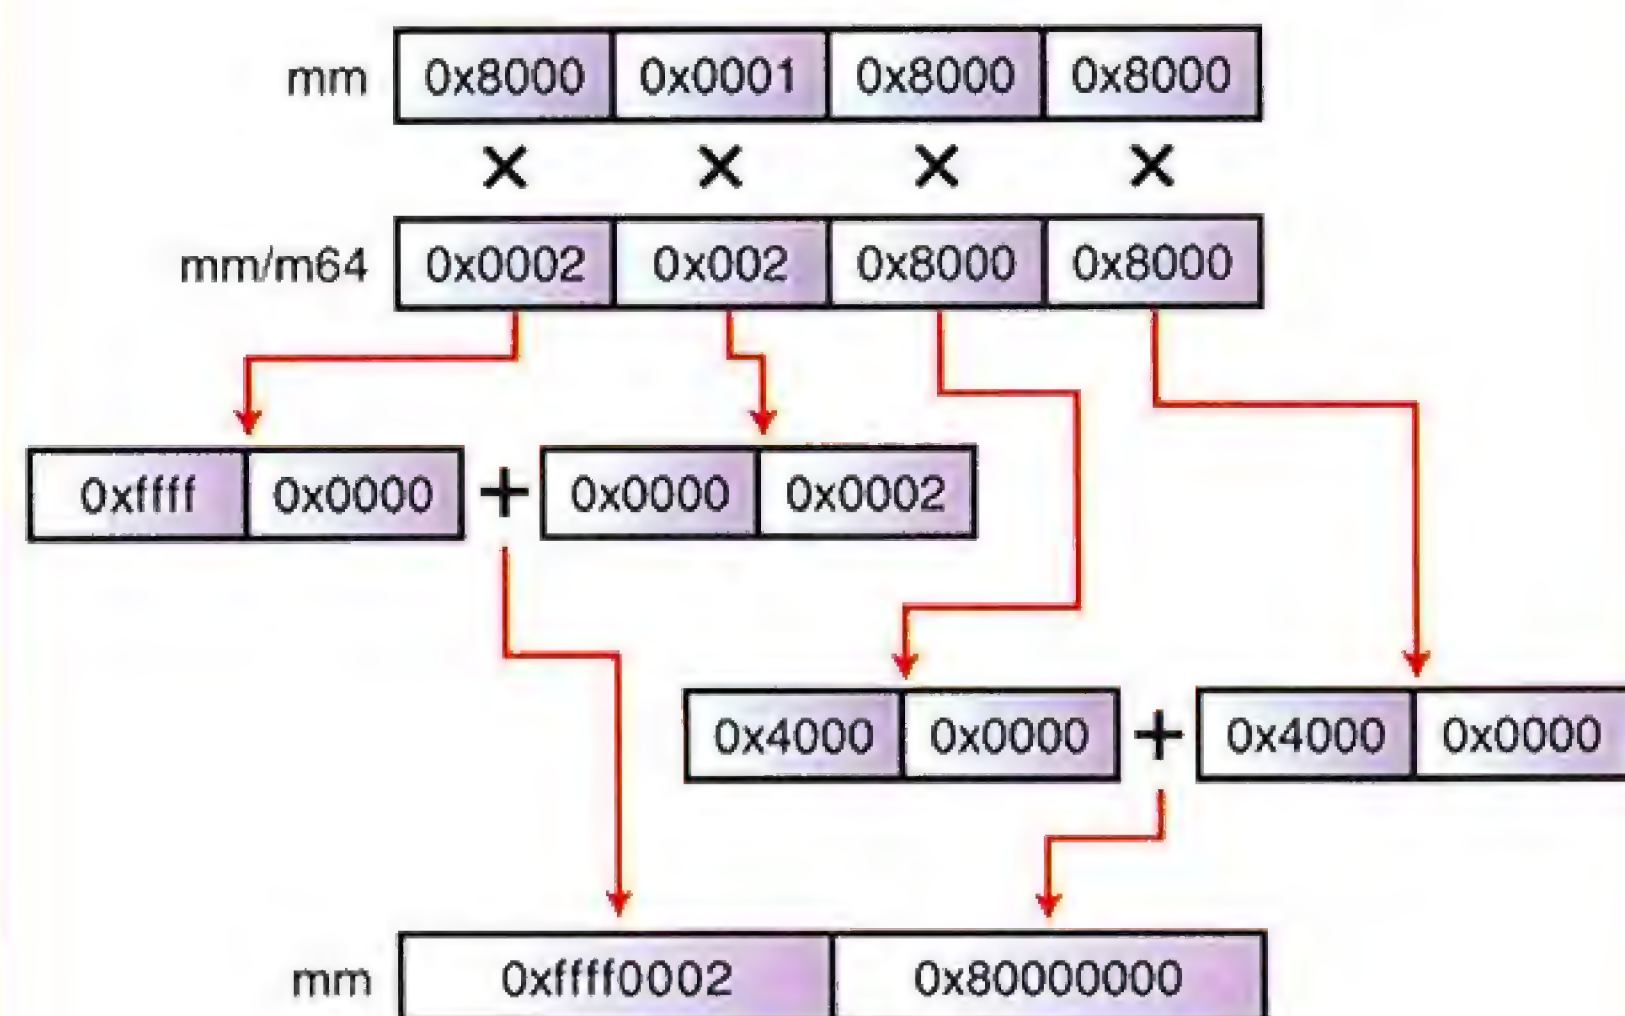 mm 0x8000 0x0001 0x8000 0x8000
× × × ×
mm/m64 0x0002 0x002 0x8000 0x8000
0xffff 0x0000 + 0x0000 0x0002
0x4000 0x0000 + 0x4000 0x0000
mm 0xffff0002 0x80000000